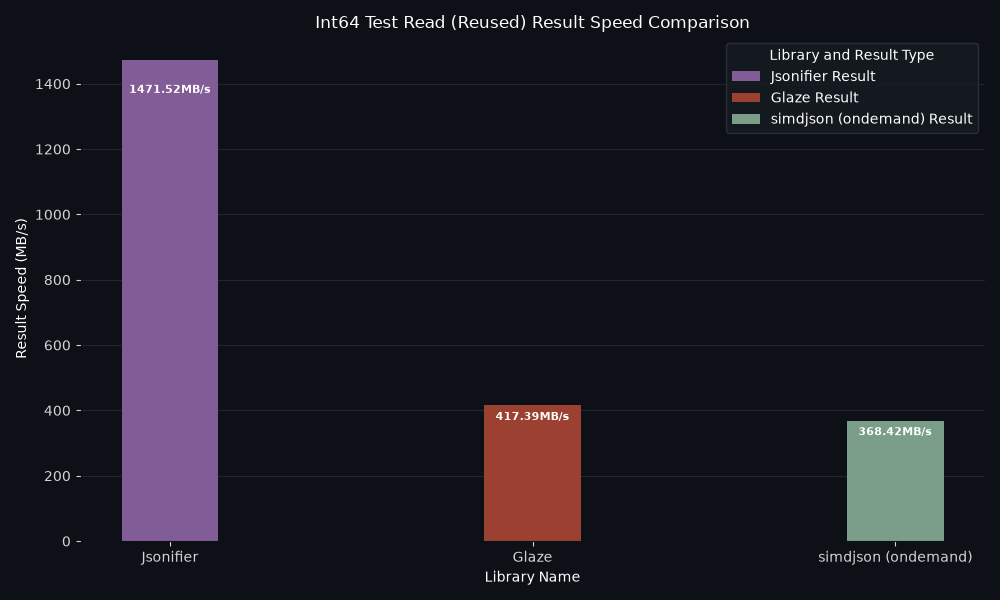 Int64 Test Read (Reused) Result Speed Comparison
Library and Result Type
Jsonifier Result
Glaze Result
simdjson (ondemand) Result
Result Speed (MB/s)
1400
1200
1000
800
600
400
200
0
1471.52MB/s
417.39MB/s
368.42MB/s
Jsonifier
Glaze
simdjson (ondemand)
Library Name